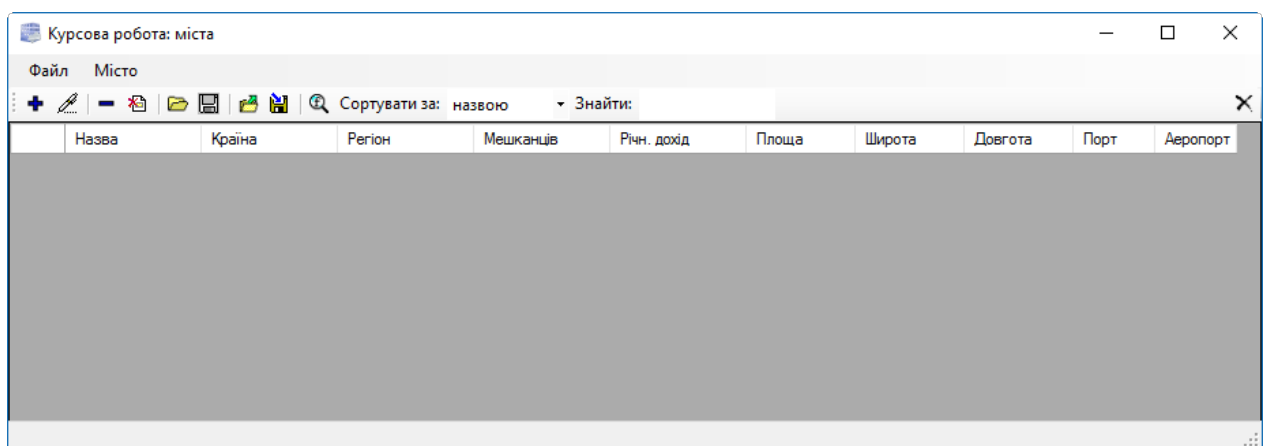 Курсова робота: міста
Файл Місто
Сортувати за: назвою Знайти:
Назва Країна Регіон Мешканців Річн. дохід Площа Широта Довгота Порт Аеропорт